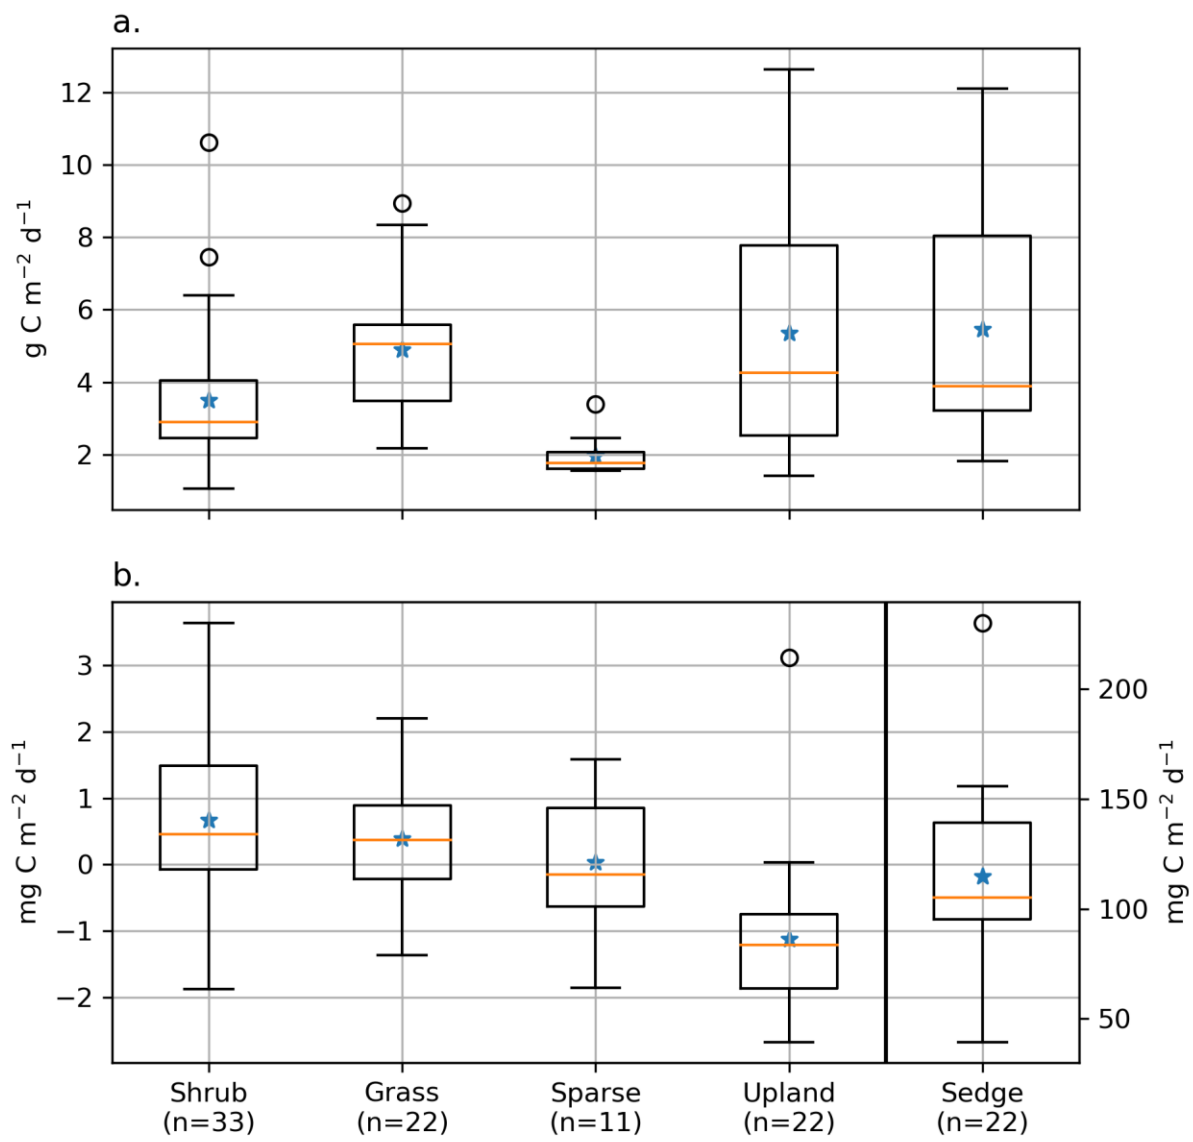 a.
12
10
8
6
4
2
g C m⁻² d⁻¹
b.
3
2
1
0
−1
−2
mg C m⁻² d⁻¹
200
150
100
50
mg C m⁻² d⁻¹
Shrub Grass Sparse Upland Sedge
(n=33) (n=22) (n=11) (n=22) (n=22)